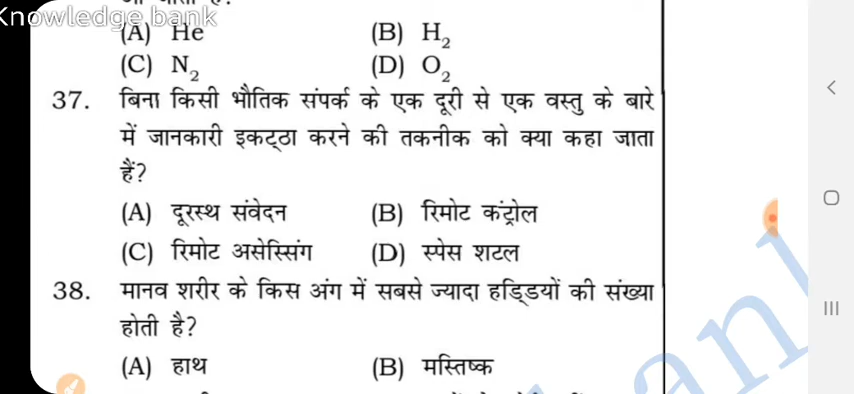 Knowledge bank
(A) He (B) H₂
(C) N₂ (D) O₂
37. बिना किसी भौतिक संपर्क के एक दूरी से एक वस्तु के बारे
में जानकारी इकट्ठा करने की तकनीक को क्या कहा जाता
हैं?
(A) दूरस्थ संवेदन (B) रिमोट कंट्रोल
(C) रिमोट असेस्सिंग (D) स्पेस शटल
38. मानव शरीर के किस अंग में सबसे ज्यादा हड्डियों की संख्या
होती है?
(A) हाथ (B) मस्तिष्क